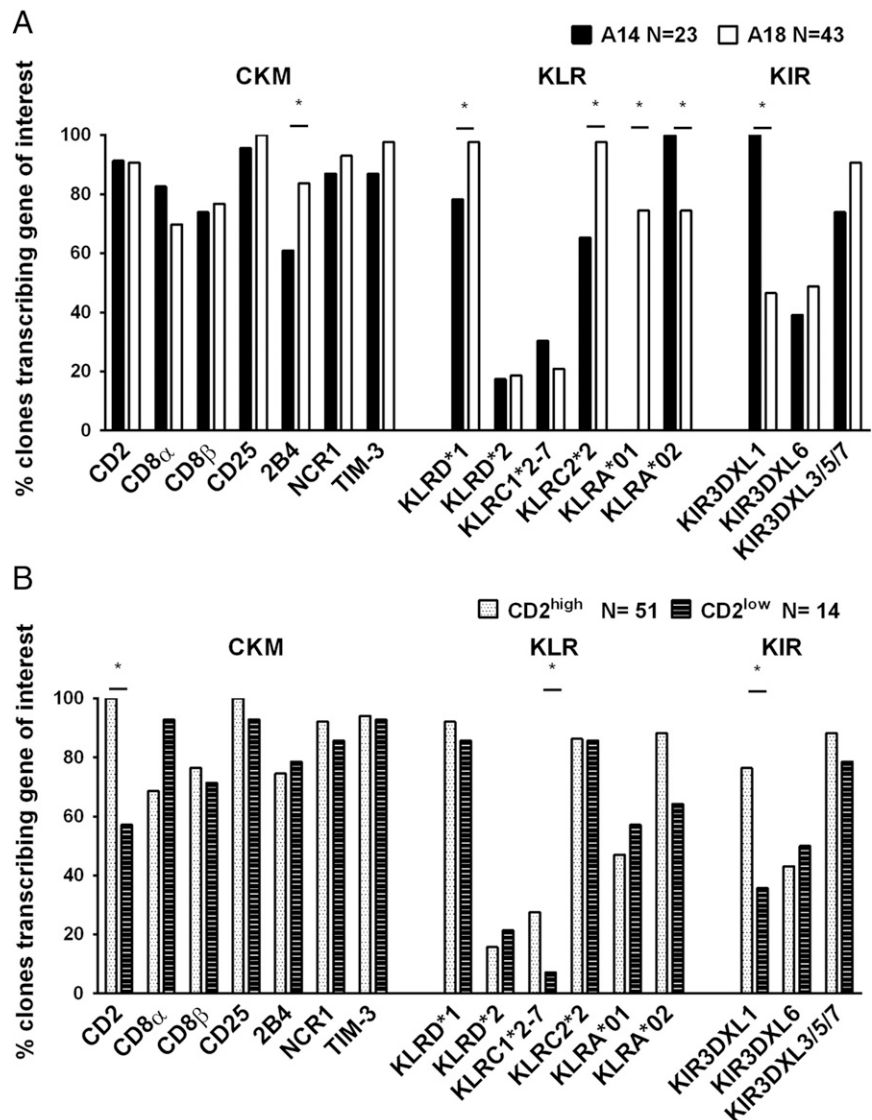 A
A14 N=23 A18 N=43
CKM KLR KIR
* * * * * *
% clones transcribing gene of interest
100
80
60
40
20
0
CD2 CD8α CD8β CD25 2B4 NCR1 TIM-3 KLRD*1 KLRD*2 KLRC1*2-7 KLRC2*2 KLRA*01 KLRA*02 KIR3DXL1 KIR3DXL6 KIR3DXL3/5/7
B
CD2high N= 51 CD2low N= 14
CKM KLR KIR
* * *
% clones transcribing gene of interest
100
80
60
40
20
0
CD2 CD8α CD8β CD25 2B4 NCR1 TIM-3 KLRD*1 KLRD*2 KLRC1*2-7 KLRC2*2 KLRA*01 KLRA*02 KIR3DXL1 KIR3DXL6 KIR3DXL3/5/7